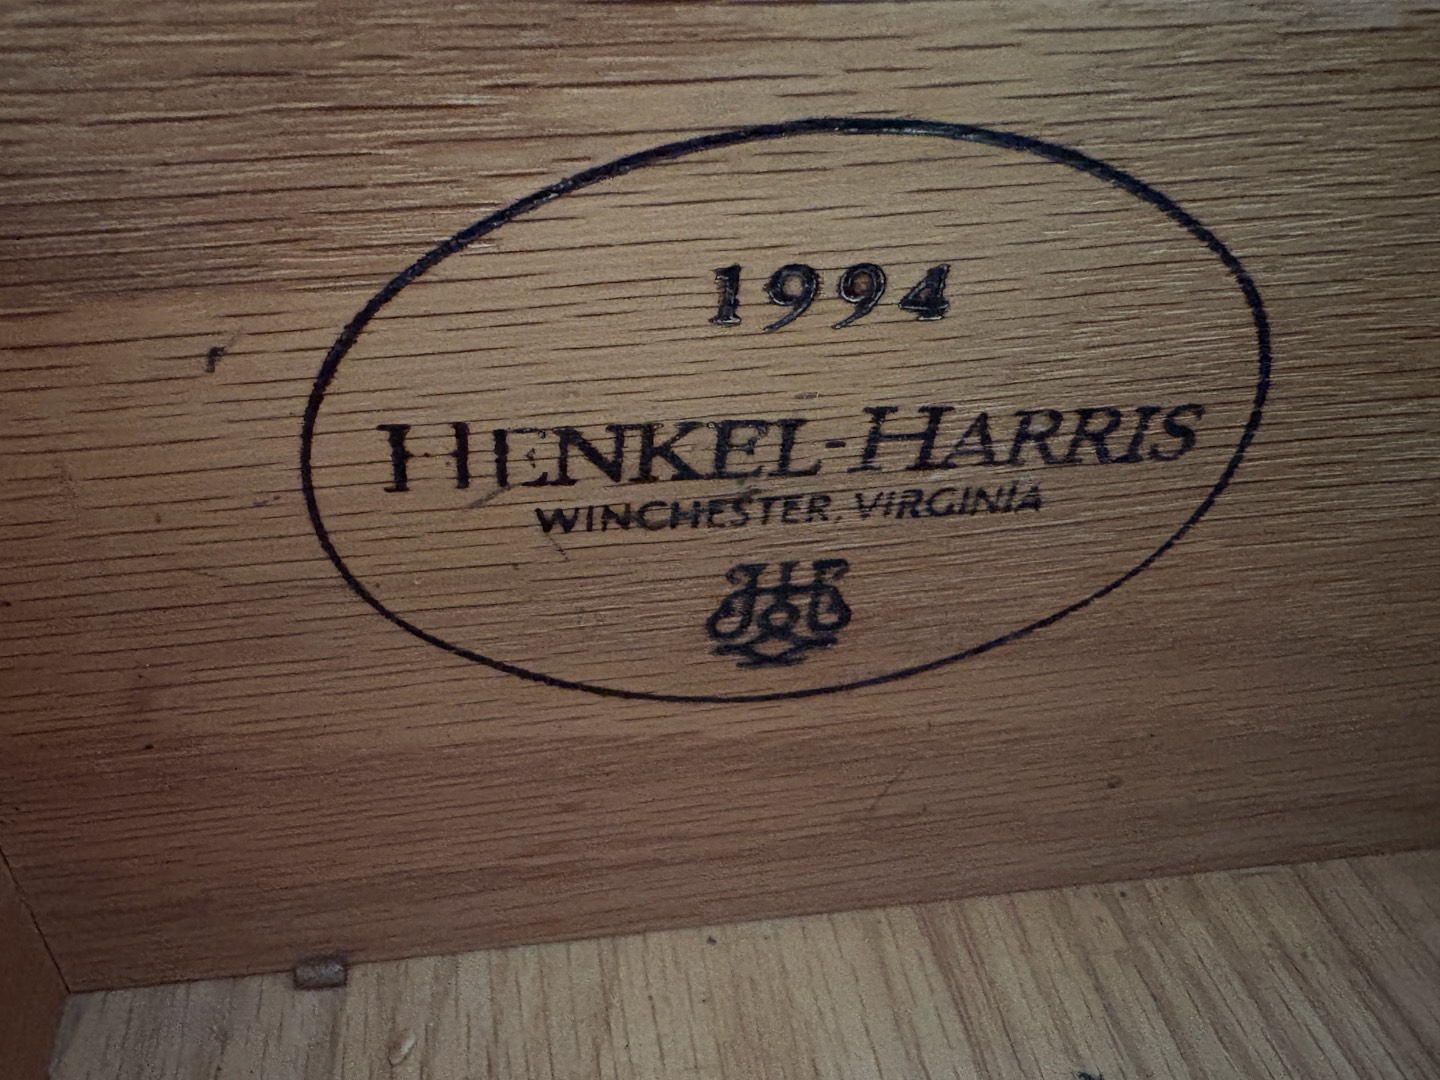 1994
HENKEL-HARRIS
WINCHESTER, VIRGINIA